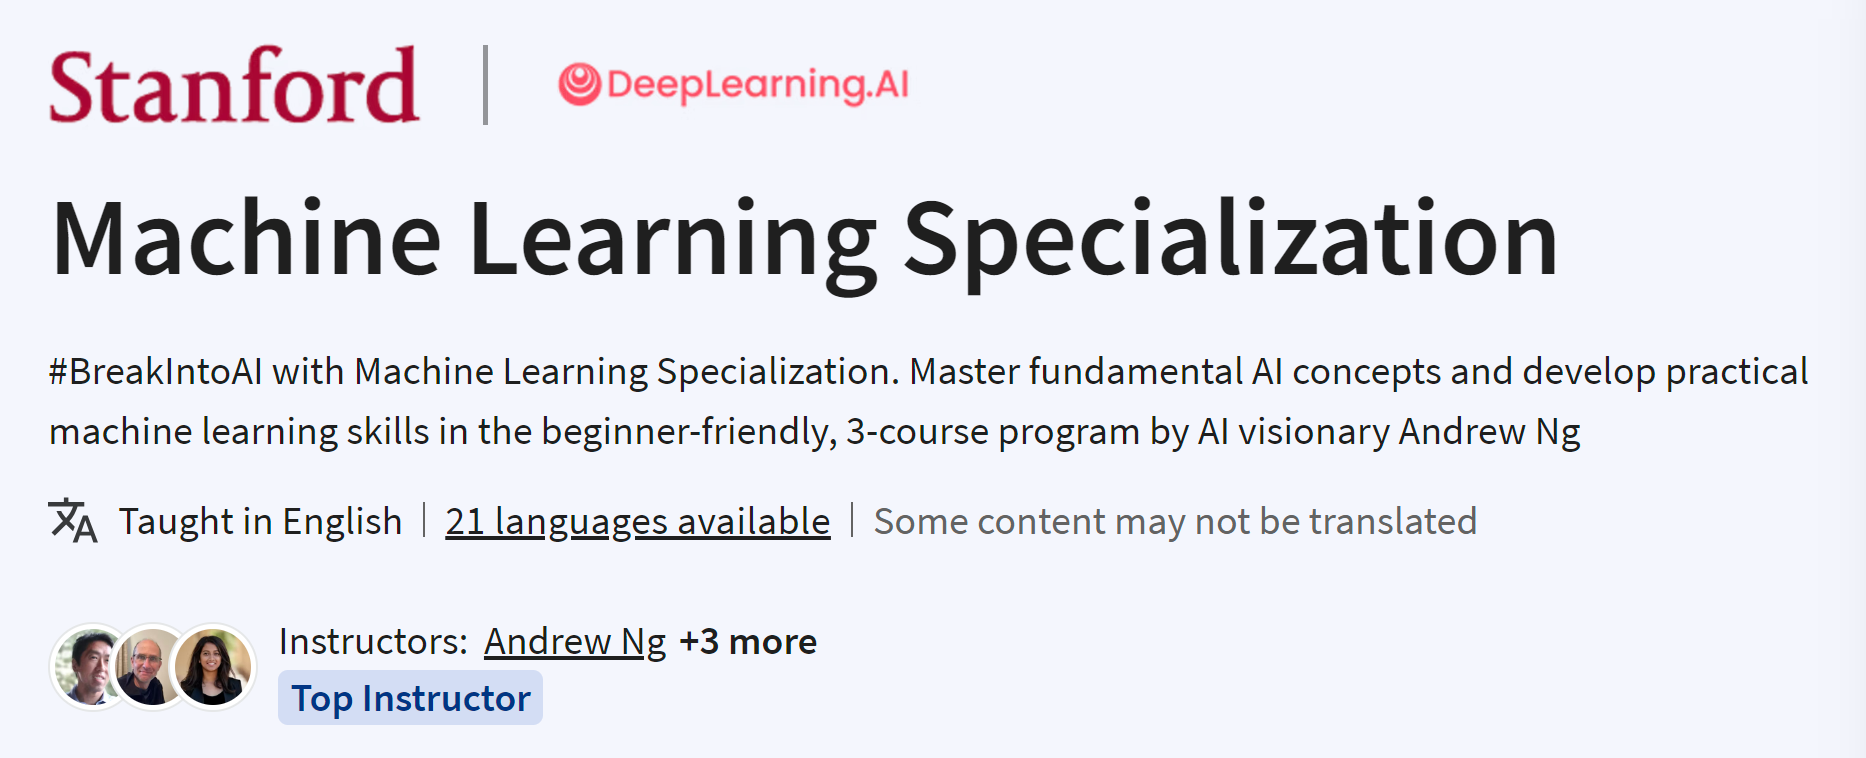 Stanford
DeepLearning.AI
Machine Learning Specialization
#BreakIntoAI with Machine Learning Specialization. Master fundamental AI concepts and develop practical
machine learning skills in the beginner-friendly, 3-course program by AI visionary Andrew Ng
Taught in English | 21 languages available | Some content may not be translated
Instructors: Andrew Ng +3 more
Top Instructor